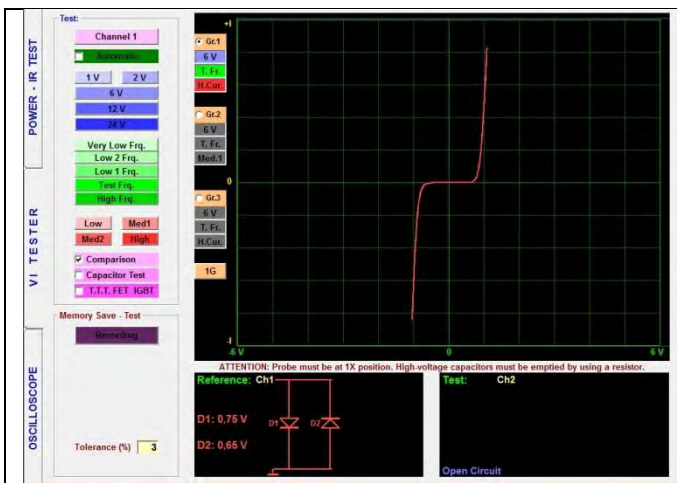 Test:
Channel 1
Automatic
1 V 2 V
6 V
12 V
24 V
Very Low Frq.
Low 2 Frq.
Low 1 Frq.
Test Frq.
High Frq.
Low Med1
Med2 High
Comparison
Capacitor Test
T.T.T. FET IGBT
Memory Save - Test
Recording
Tolerance (%) 3
POWER - IR TEST
VI TESTER
OSCILLOSCOPE
Gr.1
6 V
T. Fr.
H.Cur.
Gr.2
6 V
T. Fr.
Med.1
Gr.3
6 V
T. Fr.
H.Cur.
1G
+I
0
-I
-6 V 0 6 V
ATTENTION: Probe must be at 1X position. High-voltage capacitors must be emptied by using a resistor.
Reference: Ch1
D1: 0,75 V
D2: 0,65 V
D1 D2
Test: Ch2
Open Circuit